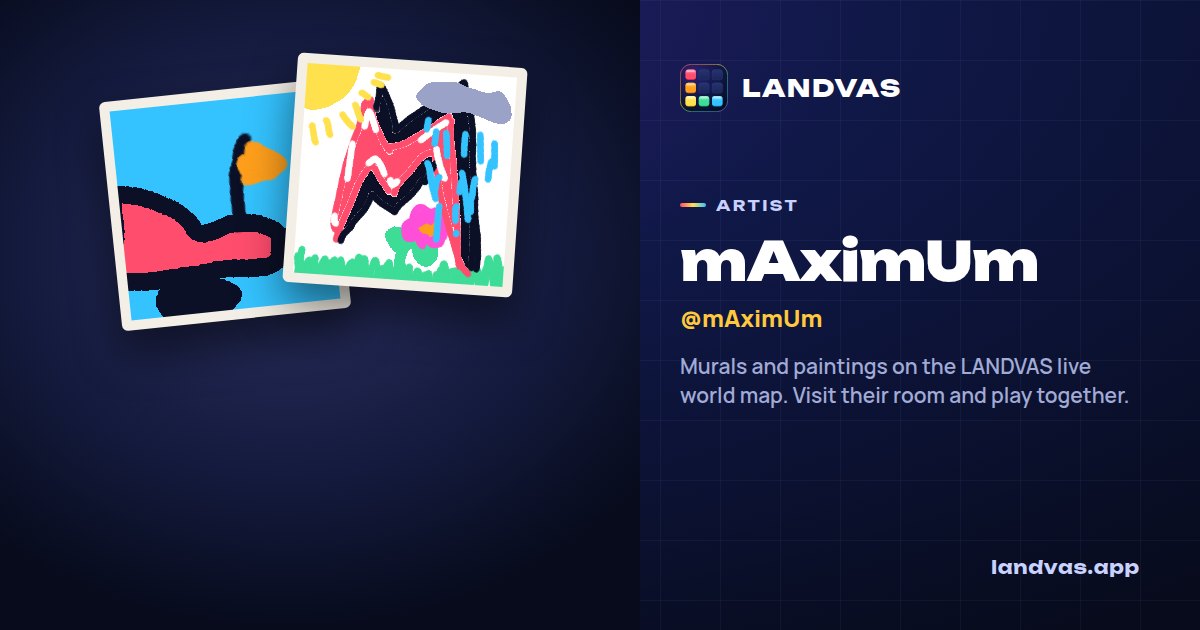 M
LANDVAS
ARTIST
mAximUm
@mAximUm
Murals and paintings on the LANDVAS live
world map. Visit their room and play together.
landvas.app